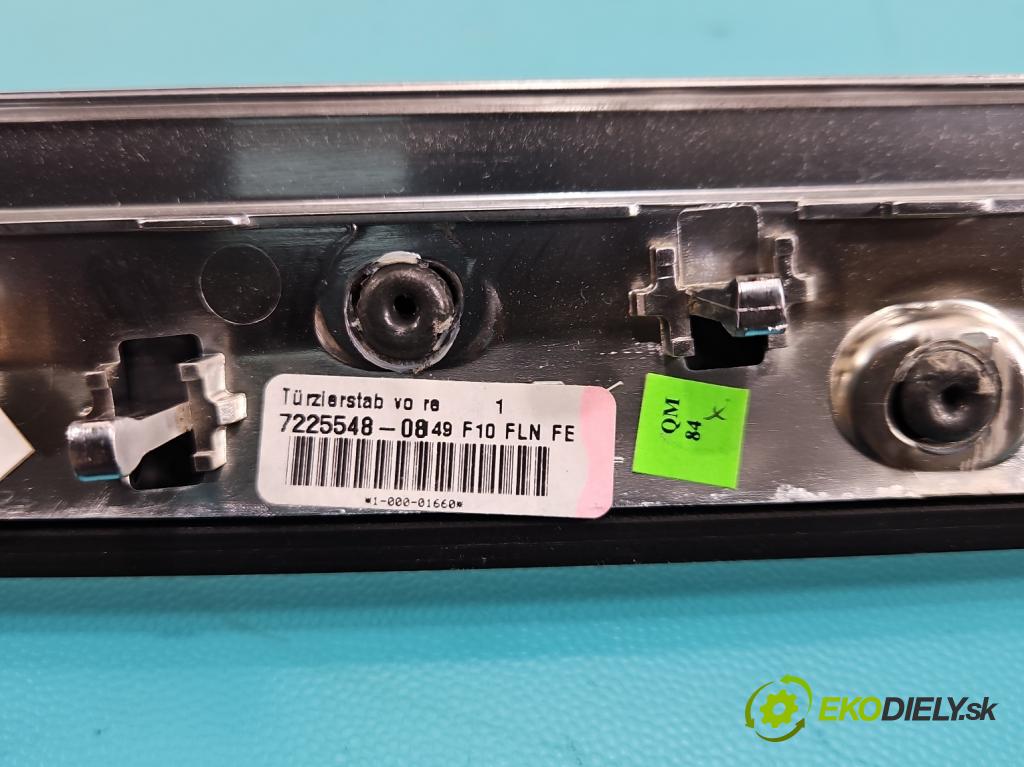 Türzierstab vo re 1
7225548-08 49 F10 FLN FE
*1-000-01660*
QM
84
EKODIELY.sk